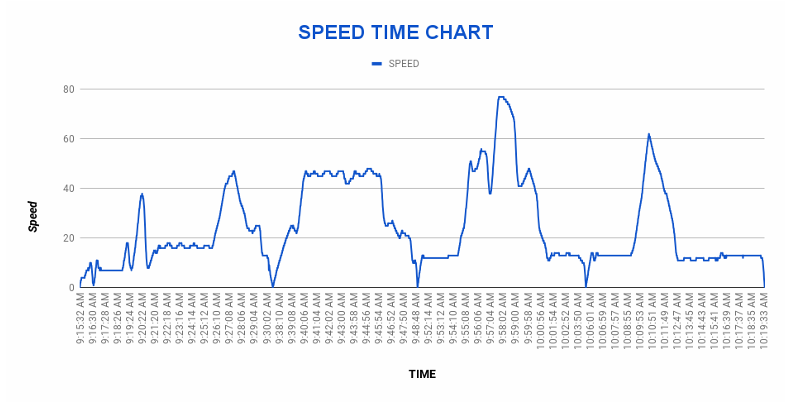 SPEED TIME CHART
SPEED
80
60
40
20
0
Speed
9:15:32 AM
9:16:30 AM
9:17:28 AM
9:18:26 AM
9:19:24 AM
9:20:22 AM
9:21:20 AM
9:22:18 AM
9:23:16 AM
9:24:14 AM
9:25:12 AM
9:26:10 AM
9:27:08 AM
9:28:06 AM
9:29:04 AM
9:30:02 AM
9:38:10 AM
9:39:08 AM
9:40:06 AM
9:41:04 AM
9:42:02 AM
9:43:00 AM
9:43:58 AM
9:44:56 AM
9:45:54 AM
9:46:52 AM
9:47:50 AM
9:48:48 AM
9:52:14 AM
9:53:12 AM
9:54:10 AM
9:55:08 AM
9:56:06 AM
9:57:04 AM
9:58:02 AM
9:59:00 AM
9:59:58 AM
10:00:56 AM
10:01:54 AM
10:02:52 AM
10:03:50 AM
10:06:01 AM
10:06:59 AM
10:07:57 AM
10:08:55 AM
10:09:53 AM
10:10:51 AM
10:11:49 AM
10:12:47 AM
10:13:45 AM
10:14:43 AM
10:15:41 AM
10:16:39 AM
10:17:37 AM
10:18:35 AM
10:19:33 AM
TIME